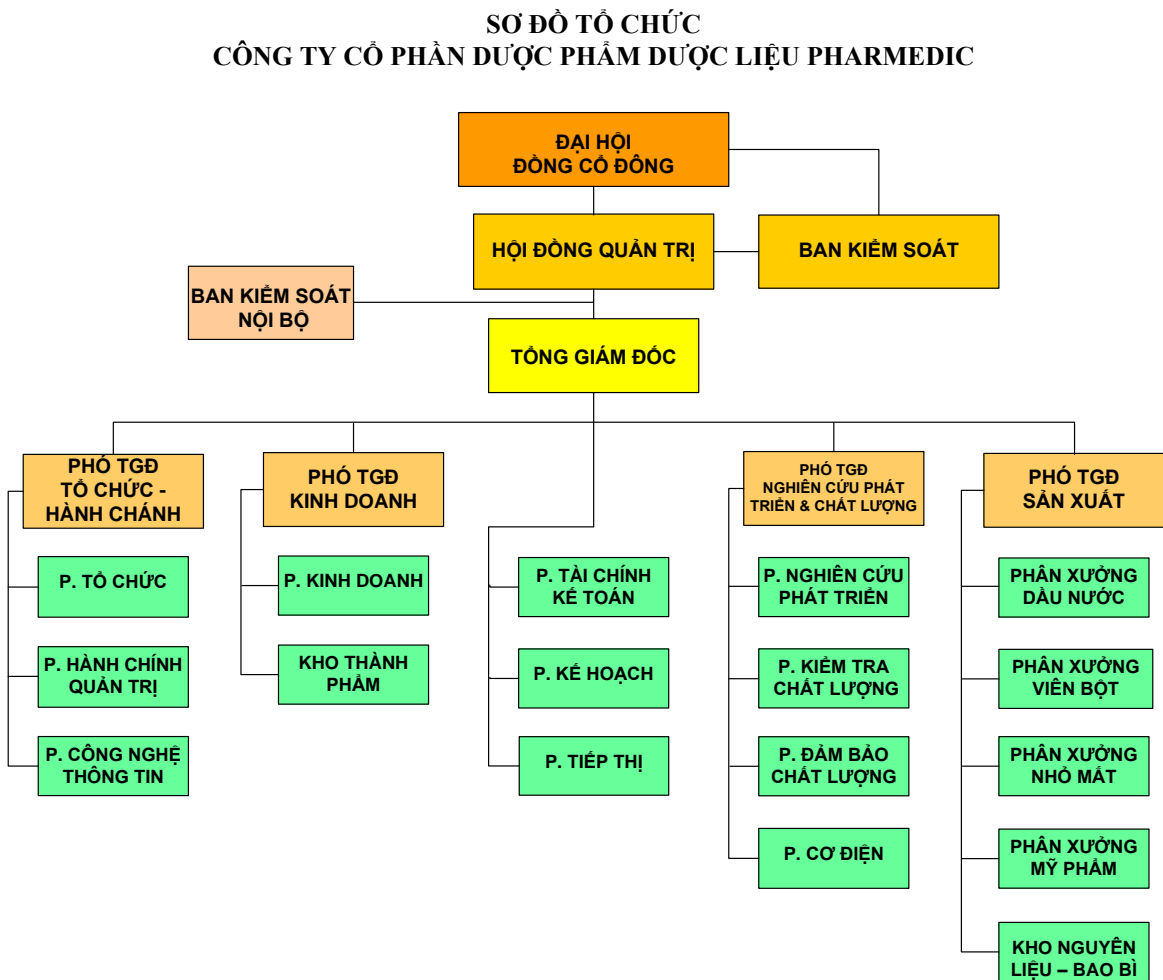 SƠ ĐỒ TỔ CHỨC
CÔNG TY CỔ PHẦN DƯỢC PHẨM DƯỢC LIỆU PHARMEDIC
ĐẠI HỘI
ĐỒNG CỔ ĐÔNG
HỘI ĐỒNG QUẢN TRỊ
BAN KIỂM SOÁT
BAN KIỂM SOÁT
NỘI BỘ
TỔNG GIÁM ĐỐC
PHÓ TGĐ
TỔ CHỨC -
HÀNH CHÁNH
PHÓ TGĐ
KINH DOANH
PHÓ TGĐ
NGHIÊN CỨU PHÁT
TRIỂN & CHẤT LƯỢNG
PHÓ TGĐ
SẢN XUẤT
P. TỔ CHỨC
P. KINH DOANH
P. TÀI CHÍNH
KẾ TOÁN
P. NGHIÊN CỨU
PHÁT TRIỂN
PHÂN XƯỞNG
DẦU NƯỚC
P. HÀNH CHÍNH
QUẢN TRỊ
KHO THÀNH
PHẨM
P. KẾ HOẠCH
P. KIỂM TRA
CHẤT LƯỢNG
PHÂN XƯỞNG
VIÊN BỘT
P. CÔNG NGHỆ
THÔNG TIN
P. TIẾP THỊ
P. ĐẢM BẢO
CHẤT LƯỢNG
PHÂN XƯỞNG
NHỎ MẮT
P. CƠ ĐIỆN
PHÂN XƯỞNG
MỸ PHẨM
KHO NGUYÊN
LIỆU – BAO BÌ